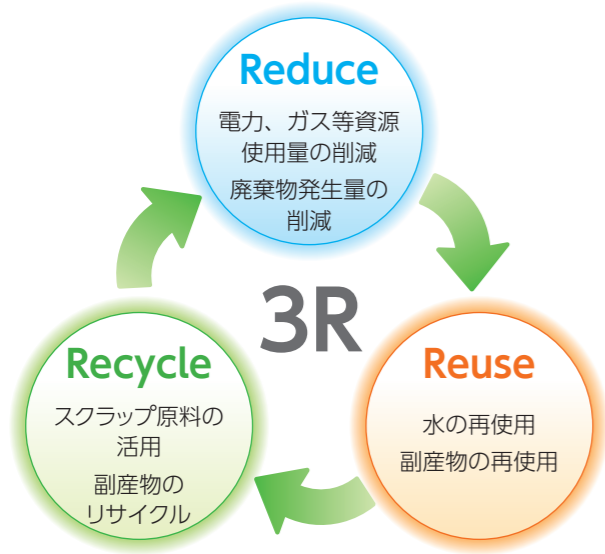 Reduce
電力、ガス等資源
使用量の削減
廃棄物発生量の
削減
3R
Recycle
スクラップ原料の
活用
副産物の
リサイクル
Reuse
水の再使用
副産物の再使用